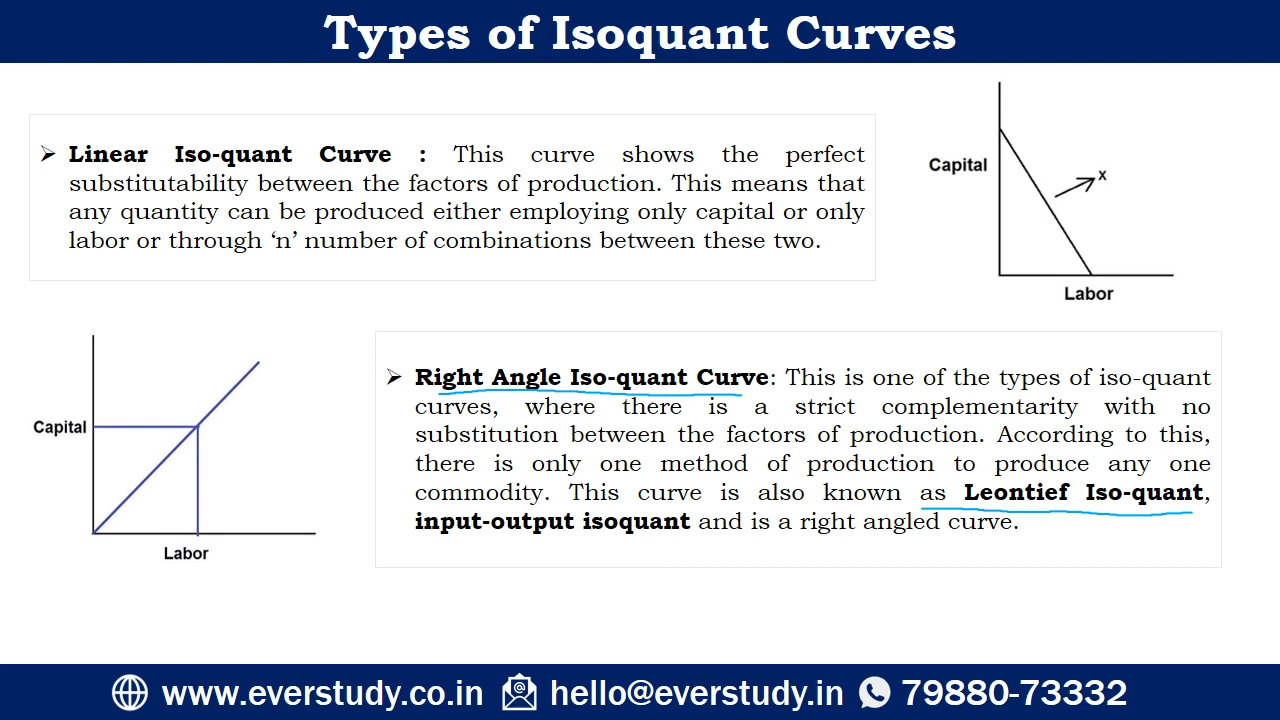 Types of Isoquant Curves
➢ Linear Iso-quant Curve : This curve shows the perfect
substitutability between the factors of production. This means that
any quantity can be produced either employing only capital or only
labor or through ‘n’ number of combinations between these two.
Capital
x
Labor
Capital
Labor
➢ Right Angle Iso-quant Curve: This is one of the types of iso-quant
curves, where there is a strict complementarity with no
substitution between the factors of production. According to this,
there is only one method of production to produce any one
commodity. This curve is also known as Leontief Iso-quant,
input-output isoquant and is a right angled curve.
www.everstudy.co.in hello@everstudy.in 79880-73332